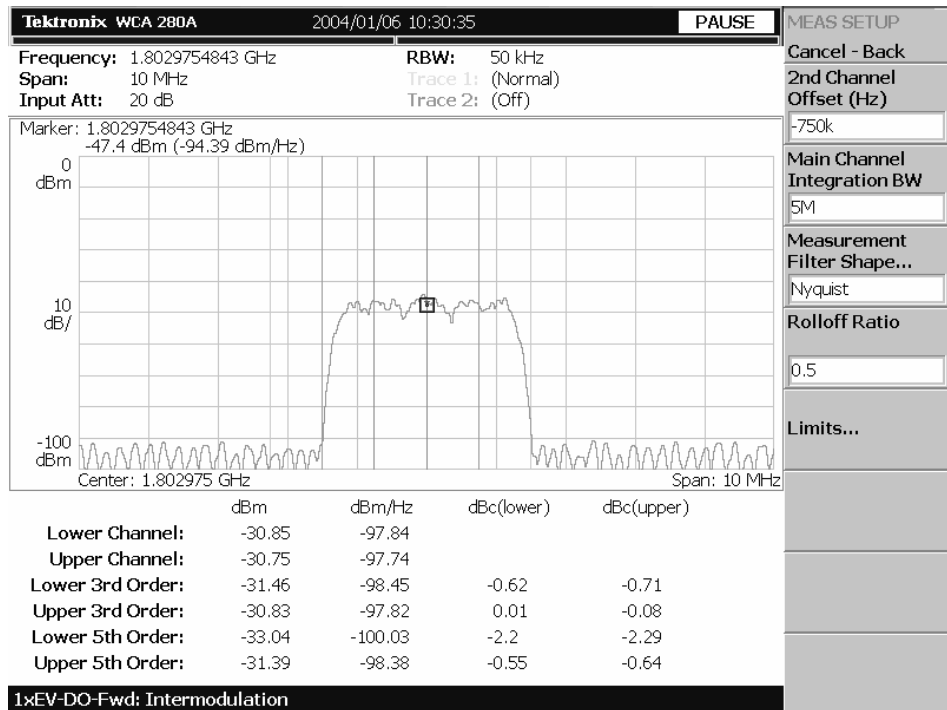 Tektronix WCA 280A 2004/01/06 10:30:35 PAUSE
Frequency: 1.8029754843 GHz RBW: 50 kHz
Span: 10 MHz Trace 1: (Normal)
Input Att: 20 dB Trace 2: (Off)
Marker: 1.8029754843 GHz
-47.4 dBm (-94.39 dBm/Hz)
0
dBm
10
dB/
-100
dBm
Center: 1.802975 GHz Span: 10 MHz
dBm dBm/Hz dBc(lower) dBc(upper)
Lower Channel: -30.85 -97.84
Upper Channel: -30.75 -97.74
Lower 3rd Order: -31.46 -98.45 -0.62 -0.71
Upper 3rd Order: -30.83 -97.82 0.01 -0.08
Lower 5th Order: -33.04 -100.03 -2.2 -2.29
Upper 5th Order: -31.39 -98.38 -0.55 -0.64
1xEV-DO-Fwd: Intermodulation
MEAS SETUP
Cancel - Back
2nd Channel
Offset (Hz)
-750k
Main Channel
Integration BW
5M
Measurement
Filter Shape...
Nyquist
Rolloff Ratio
0.5
Limits...